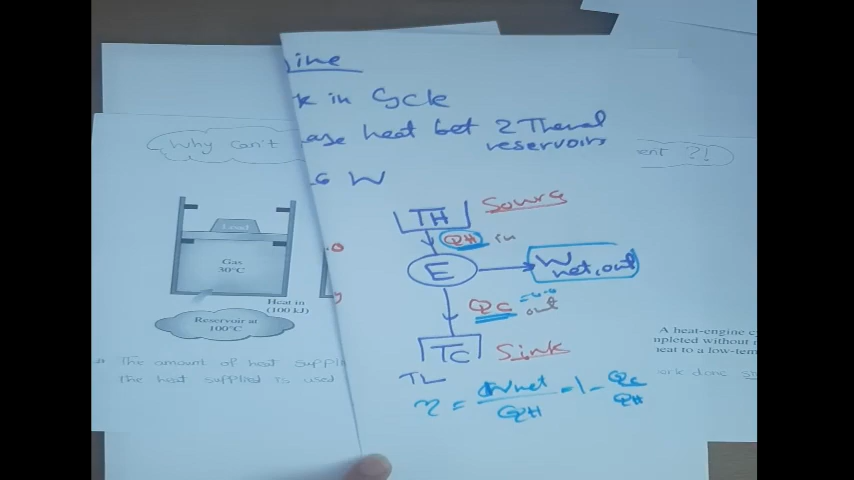 ine
k in Cycle
ase heat bet 2 Thermal
reservoirs
W
Why can't
ent ?!
TH
Source
QH in
E
W net,out
Qc out
TC
Sink
TL
η = Wnet / QH = 1 - Qc / QH
Load
Gas
30°C
Heat in
(100 kJ)
Reservoir at
100°C
The amount of heat suppli
The heat supplied is used
A heat-engine c
pleted without
eat to a low-tem
ork done